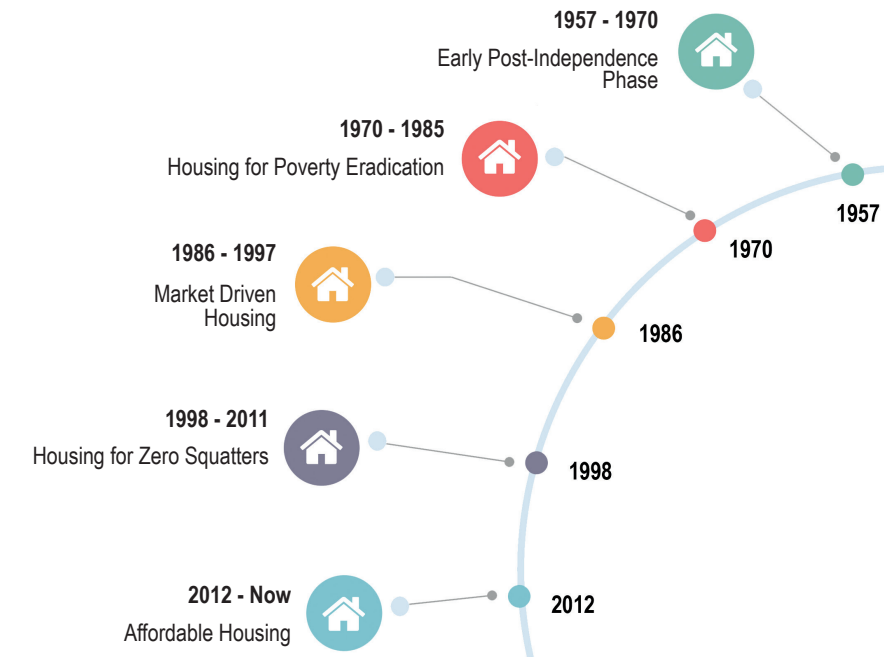 1957 - 1970
Early Post-Independence
Phase
1957
1970 - 1985
Housing for Poverty Eradication
1970
1986 - 1997
Market Driven
Housing
1986
1998 - 2011
Housing for Zero Squatters
1998
2012 - Now
Affordable Housing
2012